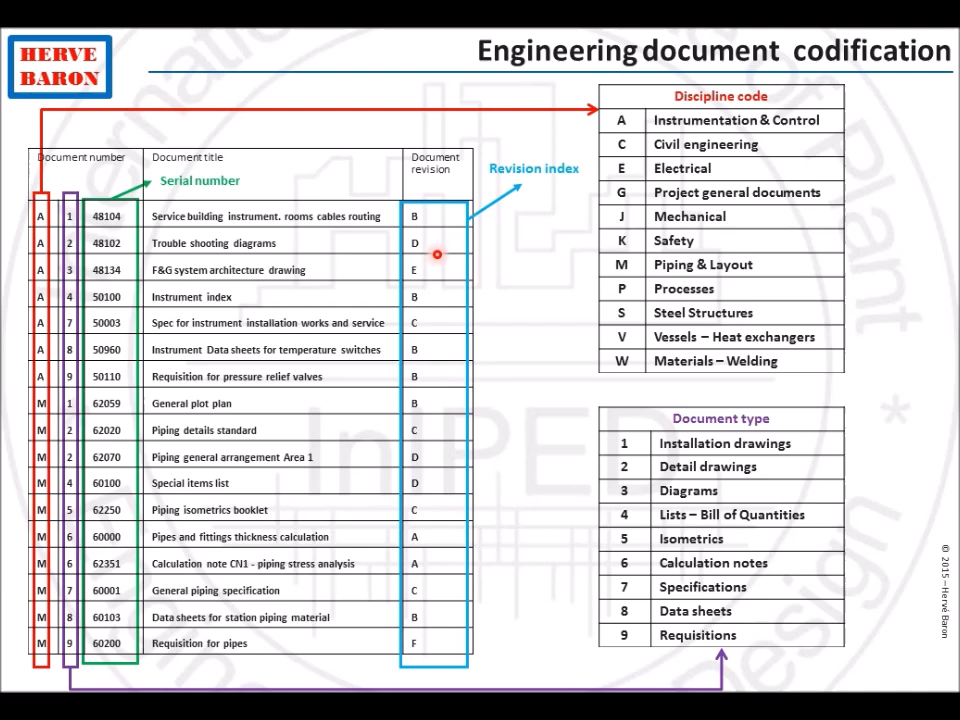 HERVE
BARON
Engineering document codification
Document number Document title Document revision
Serial number
Revision index
A 1 48104 Service building instrument. rooms cables routing B
A 2 48102 Trouble shooting diagrams D
A 3 48134 F&G system architecture drawing E
A 4 50100 Instrument index B
A 7 50003 Spec for instrument installation works and service C
A 8 50960 Instrument Data sheets for temperature switches B
A 9 50110 Requisition for pressure relief valves B
M 1 62059 General plot plan B
M 2 62020 Piping details standard C
M 2 62070 Piping general arrangement Area 1 D
M 4 60100 Special items list D
M 5 62250 Piping isometrics booklet C
M 6 60000 Pipes and fittings thickness calculation A
M 6 62351 Calculation note CN1 - piping stress analysis A
M 7 60001 General piping specification C
M 8 60103 Data sheets for station piping material B
M 9 60200 Requisition for pipes F
Discipline code
A Instrumentation & Control
C Civil engineering
E Electrical
G Project general documents
J Mechanical
K Safety
M Piping & Layout
P Processes
S Steel Structures
V Vessels – Heat exchangers
W Materials – Welding
Document type
1 Installation drawings
2 Detail drawings
3 Diagrams
4 Lists – Bill of Quantities
5 Isometrics
6 Calculation notes
7 Specifications
8 Data sheets
9 Requisitions
© 2015 – Hervé Baron
InIPED